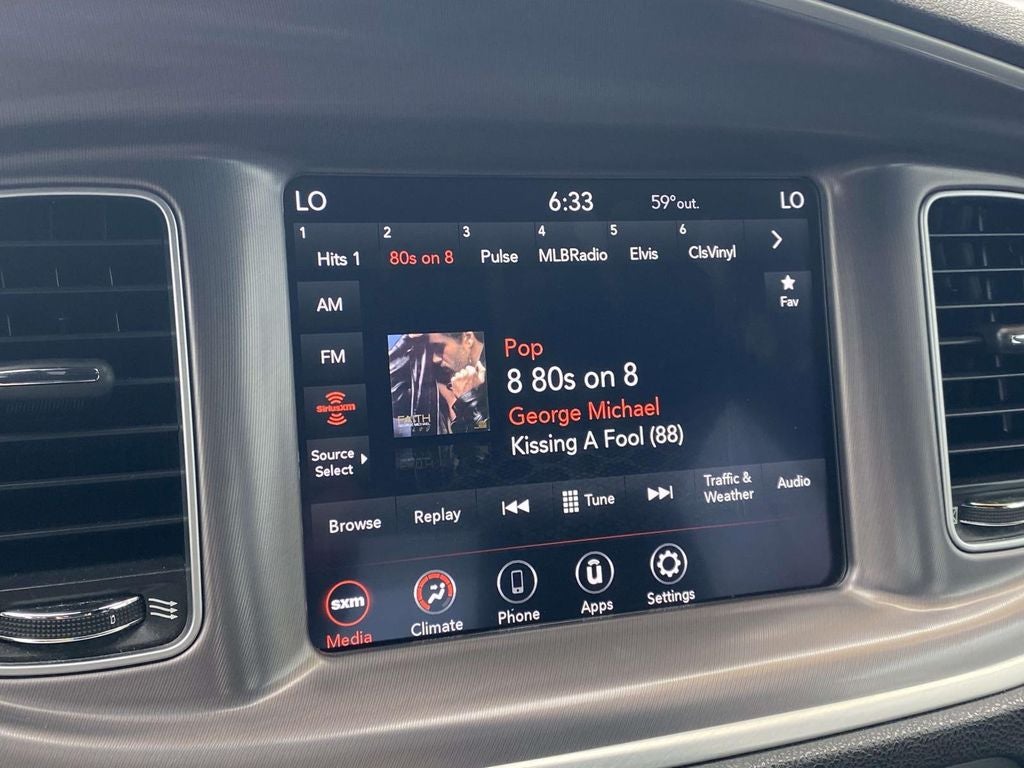 LO 6:33 59°out. LO
1 2 3 4 5 6
Hits 1 80s on 8 Pulse MLBRadio Elvis ClsVinyl
AM
Fav
FM
Pop
8 80s on 8
SiriusXM
George Michael
FAITH
GEORGE MICHAEL
Kissing A Fool (88)
Source
Select
Browse Replay Tune Traffic & Audio
Weather
sxm
Media Climate Phone Apps Settings